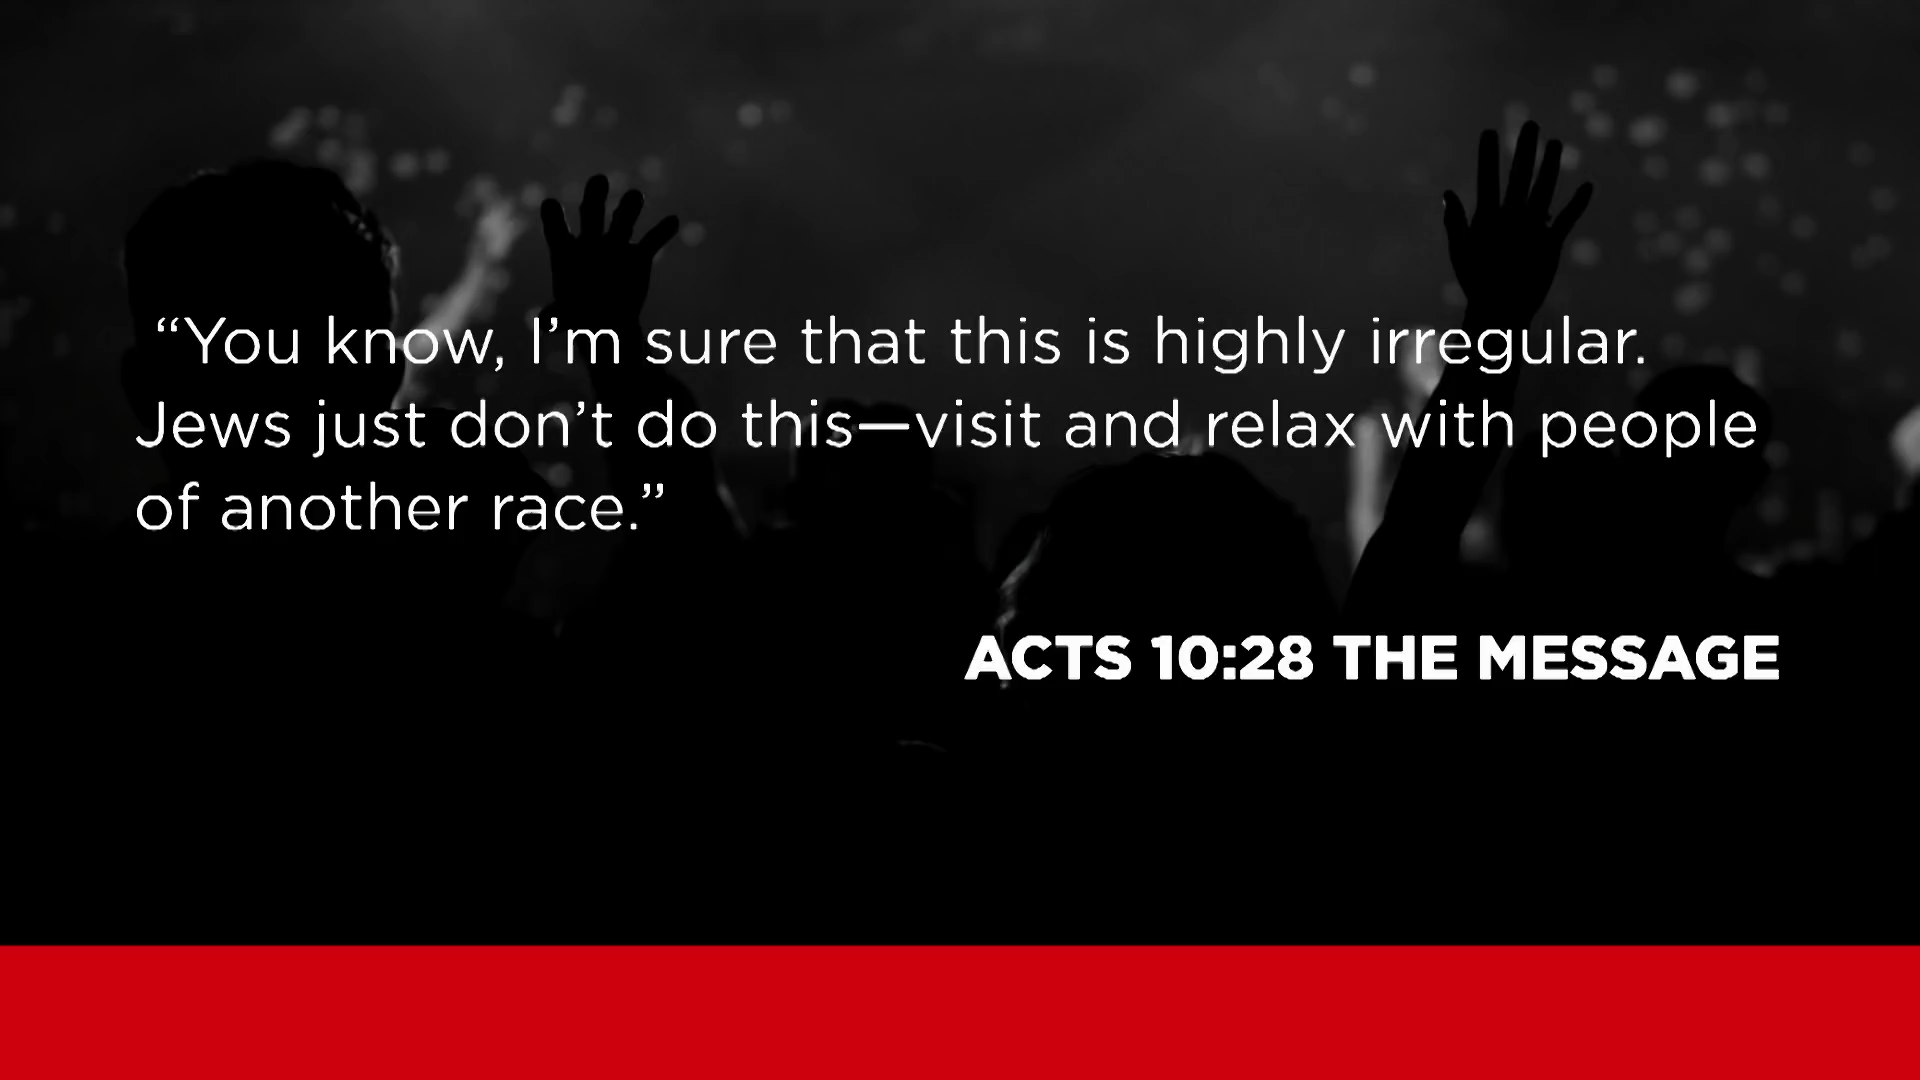 “You know, I’m sure that this is highly irregular.
Jews just don’t do this—visit and relax with people
of another race.”
ACTS 10:28 THE MESSAGE